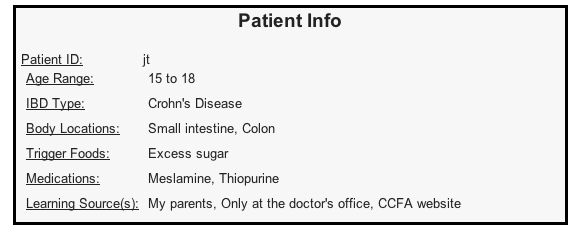 Patient Info
Patient ID: jt
Age Range: 15 to 18
IBD Type: Crohn's Disease
Body Locations: Small intestine, Colon
Trigger Foods: Excess sugar
Medications: Meslamine, Thiopurine
Learning Source(s): My parents, Only at the doctor's office, CCFA website